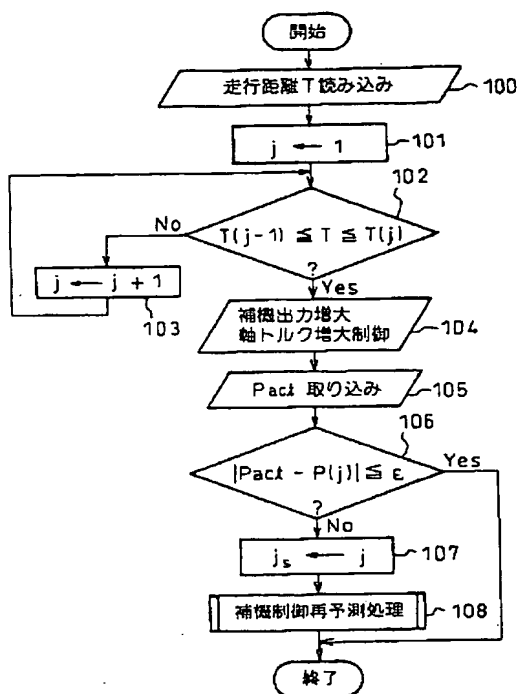 開始
走行距離T読み込み
100
j ← 1
101
102
T(j-1) ≦ T ≦ T(j)
?
No
Yes
j ← j + 1
103
補機出力増大
軸トルク増大制御
104
Pact 取り込み
105
106
|Pact - P(j)| ≦ ε
?
Yes
No
js ← j
107
補機制御再予測処理
108
終了